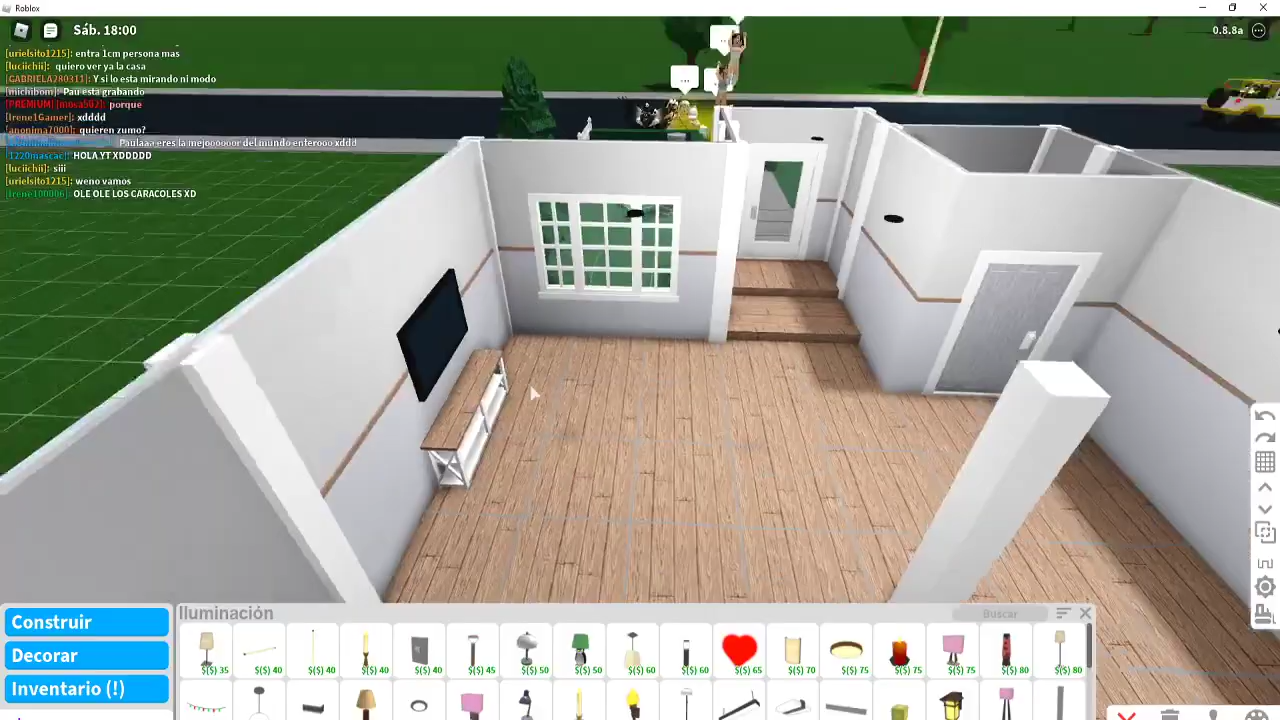 Roblox
Sáb. 18:00
0.8.8a
[urielsito1215]: entra 1cm persona mas
[luciichii]: quiero ver ya la casa
[GABRIELA280311]: Y si lo esta mirando ni modo
[michibom]: Pau esta grabando
[PREMIUM] [mosa502]: porque
[Irene1Gamer]: xdddd
[anonima7000]: quieren zumo?
Paulaaa eres la mejoooooor del mundo enterooo xddd
[1220mascac]: HOLA YT XDDDDD
[luciichii]: siii
[urielsito1215]: weno vamos
[Irene100006]: OLE OLE LOS CARACOLES XD
Construir
Decorar
Inventario (!)
Iluminación
Buscar
$($) 35 $($) 40 $($) 40 $($) 40 $($) 40 $($) 45 $($) 50 $($) 50 $($) 60 $($) 60 $($) 65 $($) 70 $($) 75 $($) 75 $($) 75 $($) 80 $($) 80